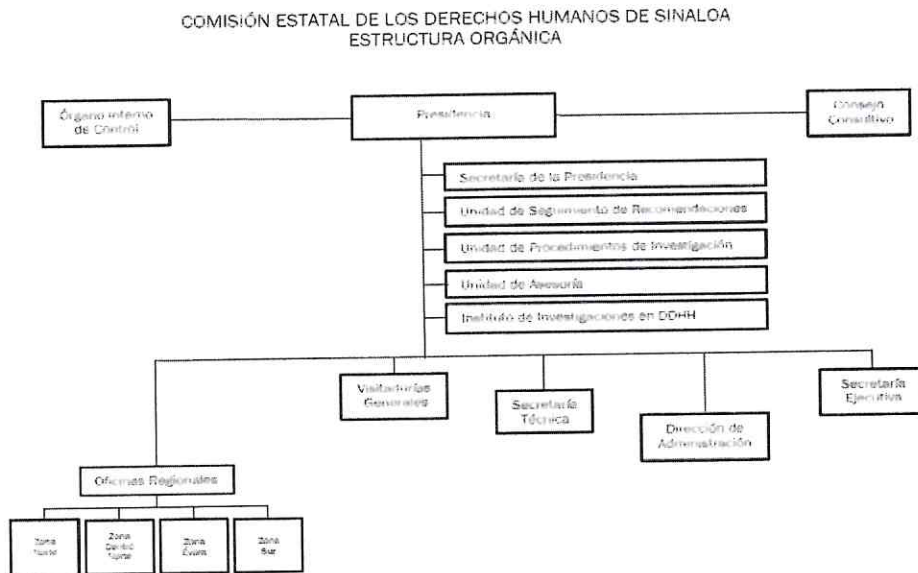 COMISIÓN ESTATAL DE LOS DERECHOS HUMANOS DE SINALOA
ESTRUCTURA ORGÁNICA
Órgano Interno
de Control
Presidencia
Consejo
Consultivo
Secretaría de la Presidencia
Unidad de Seguimiento de Recomendaciones
Unidad de Procedimientos de Investigación
Unidad de Asesoría
Instituto de Investigaciones en DDHH
Visitadurías
Generales
Secretaría
Técnica
Dirección de
Administración
Secretaría
Ejecutiva
Oficinas Regionales
Zona
Norte
Zona
Centro
Norte
Zona
Évora
Zona
Sur